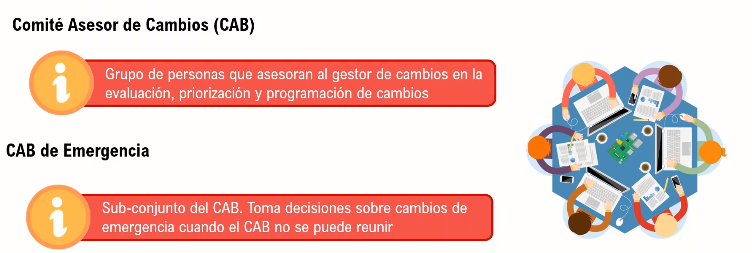 Comité Asesor de Cambios (CAB)
Grupo de personas que asesoran al gestor de cambios en la
evaluación, priorización y programación de cambios
CAB de Emergencia
Sub-conjunto del CAB. Toma decisiones sobre cambios de
emergencia cuando el CAB no se puede reunir